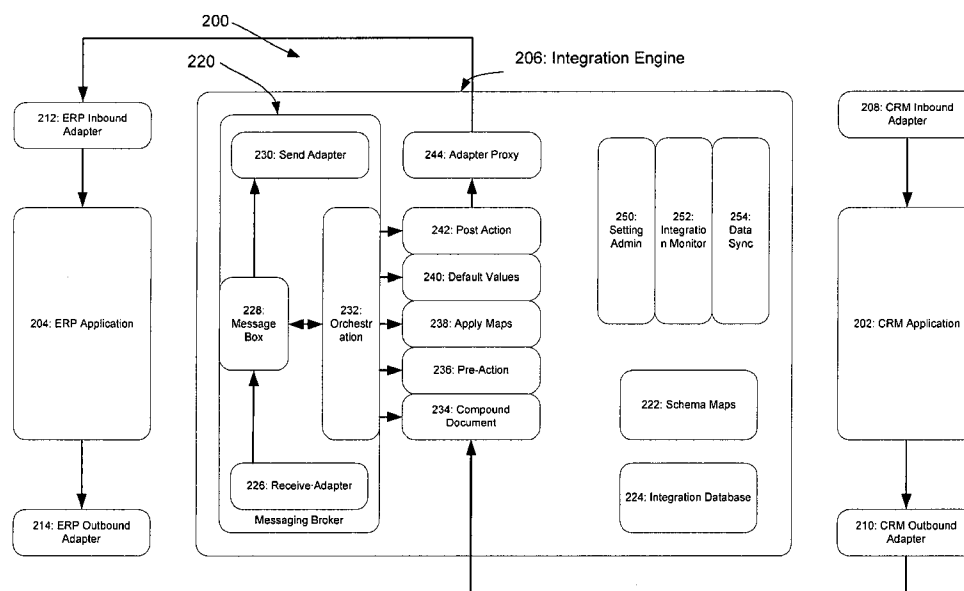 200
220
206: Integration Engine
212: ERP Inbound
Adapter
230: Send Adapter
244: Adapter Proxy
208: CRM Inbound
Adapter
250:
Setting
Admin
252:
Integratio
n Monitor
254:
Data
Sync
242: Post Action
240: Default Values
228:
Message
Box
232:
Orchestr
ation
238: Apply Maps
204: ERP Application
202: CRM Application
236: Pre-Action
234: Compound
Document
222: Schema Maps
226: Receive-Adapter
224: Integration Database
Messaging Broker
214: ERP Outbound
Adapter
210: CRM Outbound
Adapter